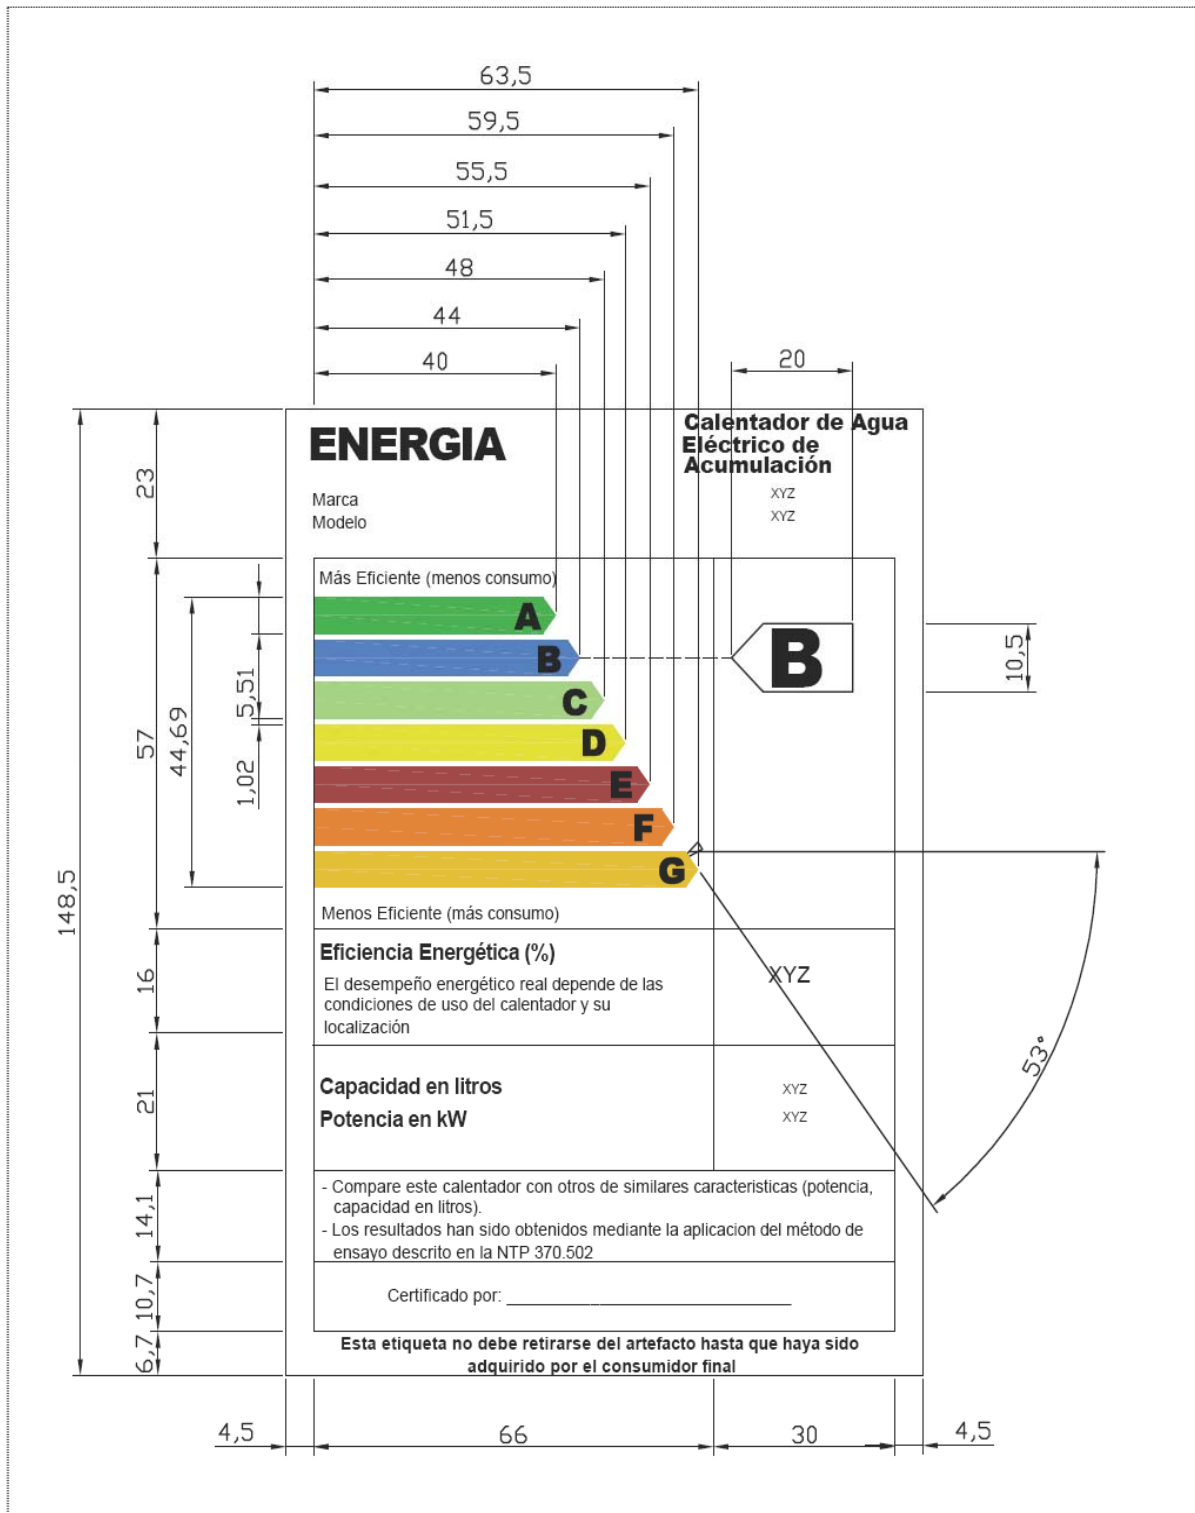 63,5
59,5
55,5
51,5
48
44
40
20
ENERGIA
Calentador de Agua
Eléctrico de
Acumulación
Marca
XYZ
Modelo
XYZ
23
Más Eficiente (menos consumo)
A
B
B
C
D
E
F
G
10,5
5,51
44,69
57
1,02
148,5
Menos Eficiente (más consumo)
Eficiencia Energética (%)
El desempeño energético real depende de las
condiciones de uso del calentador y su
localización
XYZ
16
53°
Capacidad en litros
XYZ
Potencia en kW
XYZ
21
- Compare este calentador con otros de similares caracteristicas (potencia,
capacidad en litros).
- Los resultados han sido obtenidos mediante la aplicacion del método de
ensayo descrito en la NTP 370.502
14,1
Certificado por:
10,7
Esta etiqueta no debe retirarse del artefacto hasta que haya sido
adquirido por el consumidor final
6,7
4,5
66
30
4,5